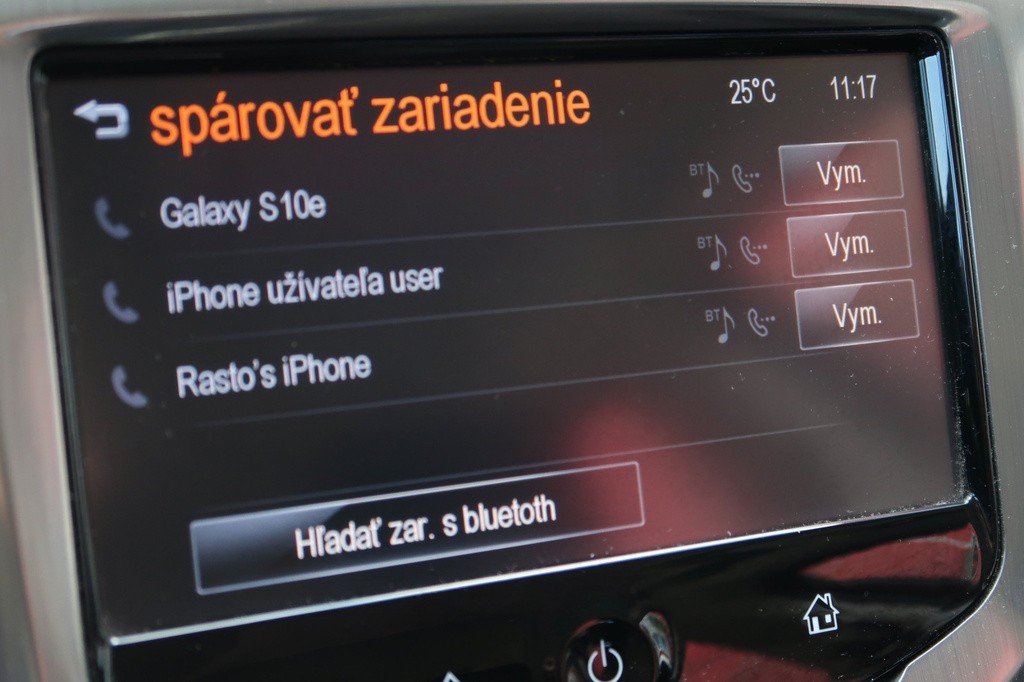 spárovať zariadenie 25°C 11:17
Galaxy S10e BT Vym.
iPhone užívateľa user BT Vym.
Rasto's iPhone BT Vym.
Hľadať zar. s bluetoth